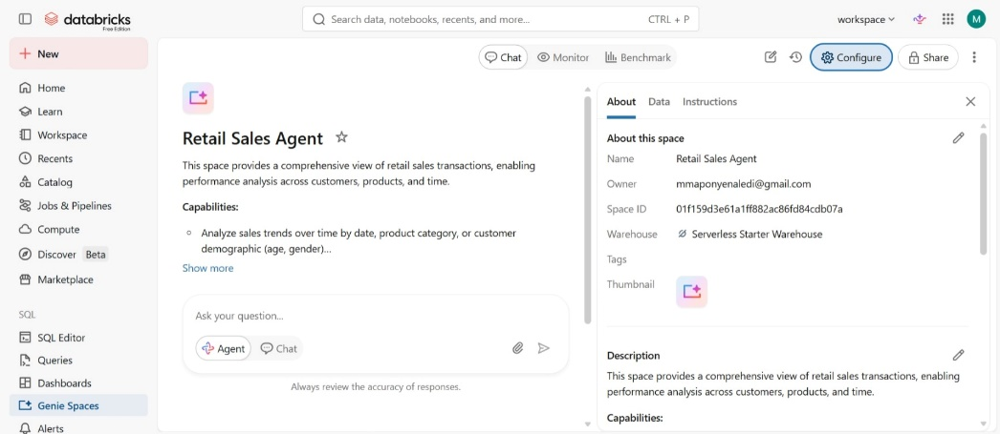 databricks
Free Edition
Search data, notebooks, recents, and more...
CTRL + P
workspace
M
New
Home
Learn
Workspace
Recents
Catalog
Jobs & Pipelines
Compute
Discover Beta
Marketplace
SQL
SQL Editor
Queries
Dashboards
Genie Spaces
Alerts
Chat
Monitor
Benchmark
Configure
Share
Retail Sales Agent
This space provides a comprehensive view of retail sales transactions, enabling
performance analysis across customers, products, and time.
Capabilities:
Analyze sales trends over time by date, product category, or customer
demographic (age, gender)...
Show more
Ask your question...
Agent
Chat
Always review the accuracy of responses.
About
Data
Instructions
About this space
Name Retail Sales Agent
Owner mmaponyenaledi@gmail.com
Space ID 01f159d3e61a1ff882ac86fd84cdb07a
Warehouse Serverless Starter Warehouse
Tags
Thumbnail
Description
This space provides a comprehensive view of retail sales transactions, enabling
performance analysis across customers, products, and time.
Capabilities: